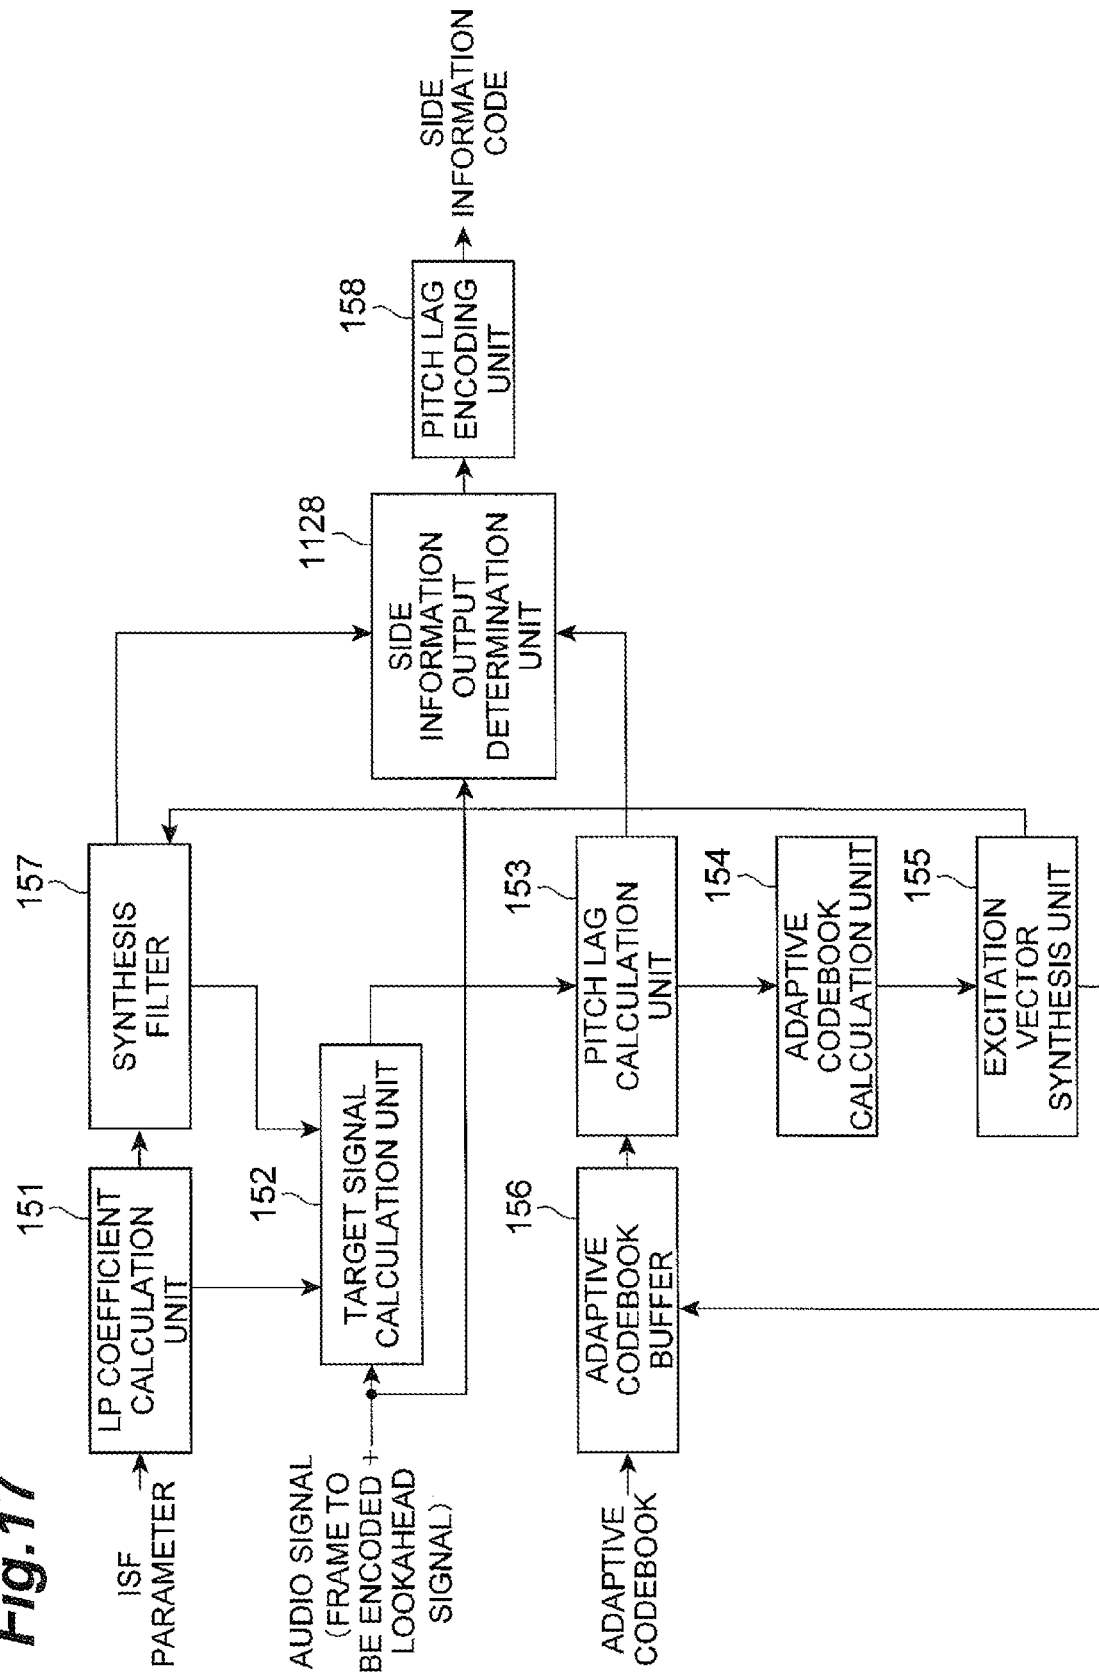 Fig.17
ISF
PARAMETER
151
LP COEFFICIENT
CALCULATION
UNIT
157
SYNTHESIS
FILTER
AUDIO SIGNAL
(FRAME TO
BE ENCODED +
LOOKAHEAD
SIGNAL)
152
TARGET SIGNAL
CALCULATION UNIT
1128
SIDE
INFORMATION
OUTPUT
DETERMINATION
UNIT
158
PITCH LAG
ENCODING
UNIT
SIDE
INFORMATION
CODE
ADAPTIVE
CODEBOOK
156
ADAPTIVE
CODEBOOK
BUFFER
153
PITCH LAG
CALCULATION
UNIT
154
ADAPTIVE
CODEBOOK
CALCULATION UNIT
155
EXCITATION
VECTOR
SYNTHESIS UNIT